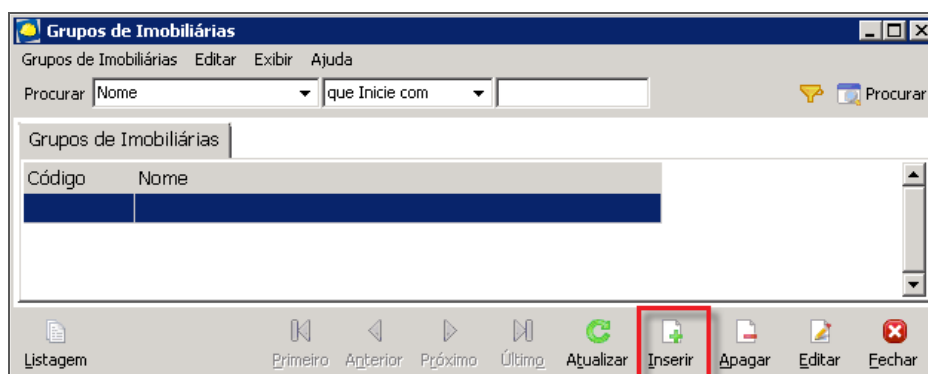 Grupos de Imobiliárias
Grupos de Imobiliárias Editar Exibir Ajuda
Procurar Nome que Inicie com Procurar
Grupos de Imobiliárias
Código Nome
Listagem Primeiro Anterior Próximo Último Atualizar Inserir Apagar Editar Fechar